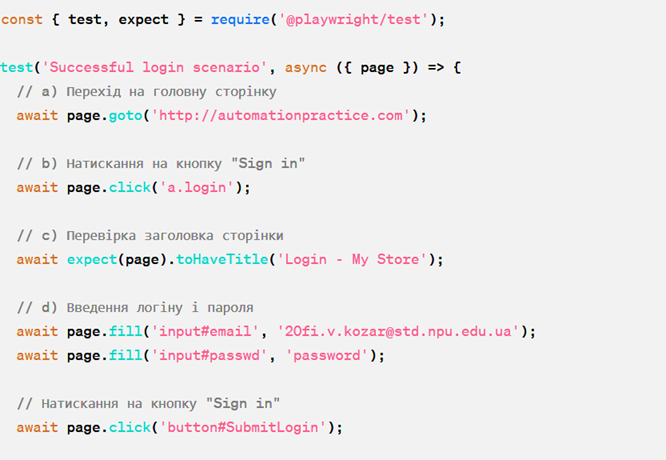 const { test, expect } = require('@playwright/test');
test('Successful login scenario', async ({ page }) => {
// a) Перехід на головну сторінку
await page.goto('http://automationpractice.com');
// b) Натискання на кнопку "Sign in"
await page.click('a.login');
// c) Перевірка заголовка сторінки
await expect(page).toHaveTitle('Login - My Store');
// d) Введення логіну і пароля
await page.fill('input#email', '20fi.v.kozar@std.npu.edu.ua');
await page.fill('input#passwd', 'password');
// Натискання на кнопку "Sign in"
await page.click('button#SubmitLogin');